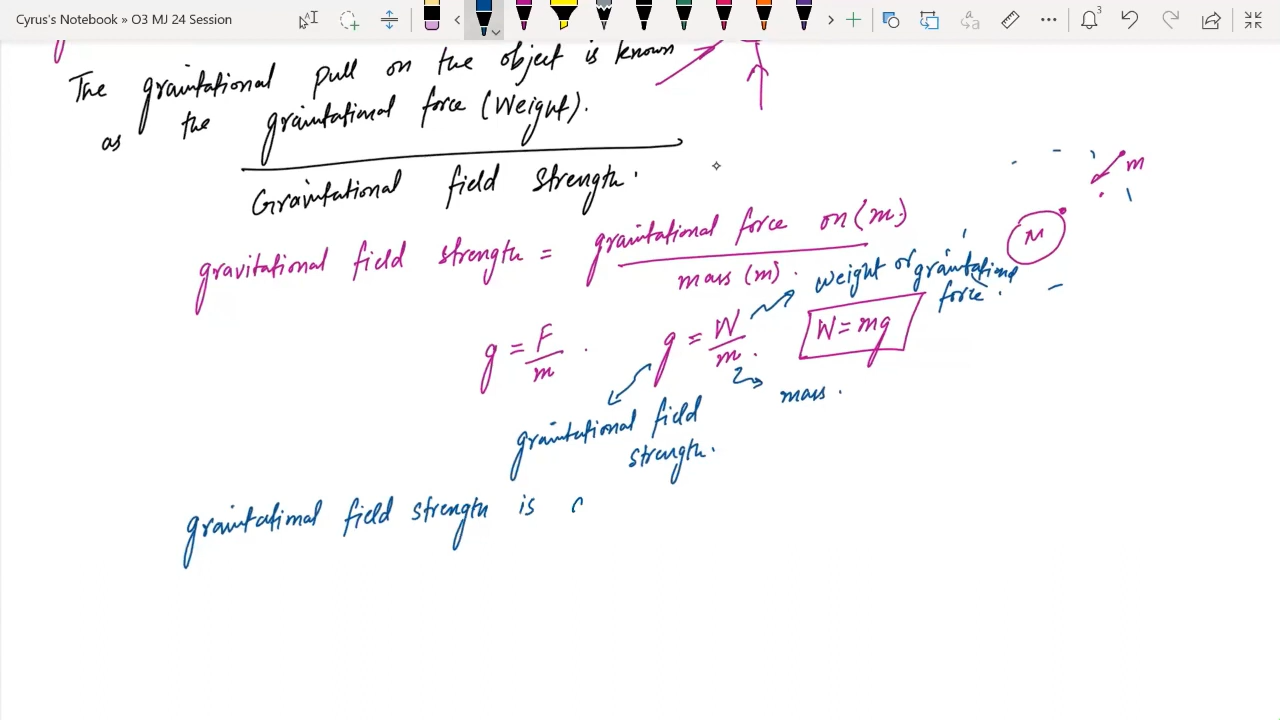 Cyrus's Notebook » O3 MJ 24 Session
3
The gravitational pull on the object is known
as the gravitational force (Weight).
Gravitational field strength.
m
M
gravitational field strength = gravitational force on (m)
mass (m).
weight or gravitational
force.
g = F/m . g = W/m . W = mg
mass.
gravitational field
strength.
gravitational field strength is